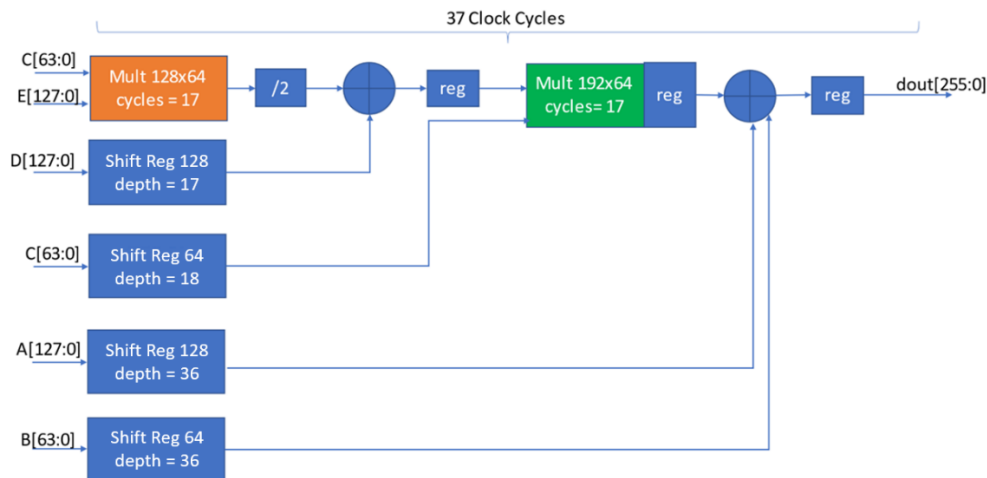 37 Clock Cycles
C[63:0]
E[127:0]
Mult 128x64
cycles = 17
/2
reg
Mult 192x64
cycles= 17
reg
reg
dout[255:0]
D[127:0]
Shift Reg 128
depth = 17
C[63:0]
Shift Reg 64
depth = 18
A[127:0]
Shift Reg 128
depth = 36
B[63:0]
Shift Reg 64
depth = 36